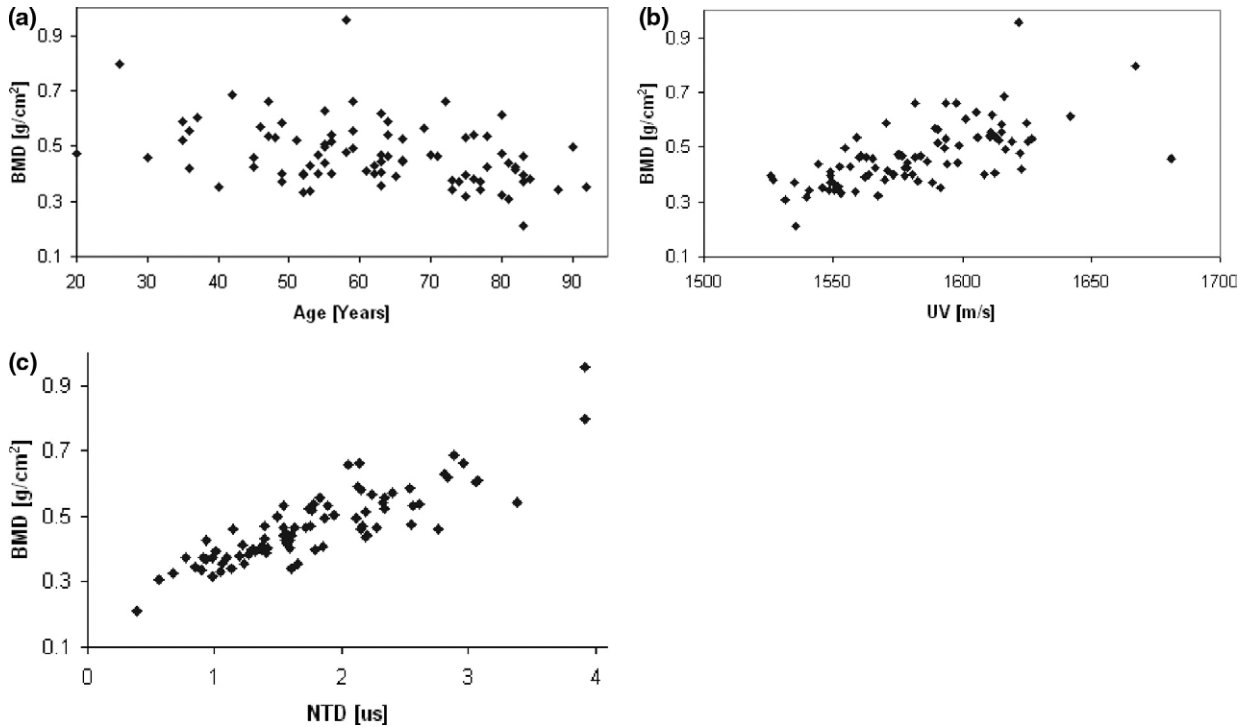 (a)
0.9
0.7
0.5
0.3
0.1
BMD [g/cm²]
20 30 40 50 60 70 80 90
Age [Years]
(b)
0.9
0.7
0.5
0.3
0.1
BMD [g/cm²]
1500 1550 1600 1650 1700
UV [m/s]
(c)
0.9
0.7
0.5
0.3
0.1
BMD [g/cm²]
0 1 2 3 4
NTD [us]